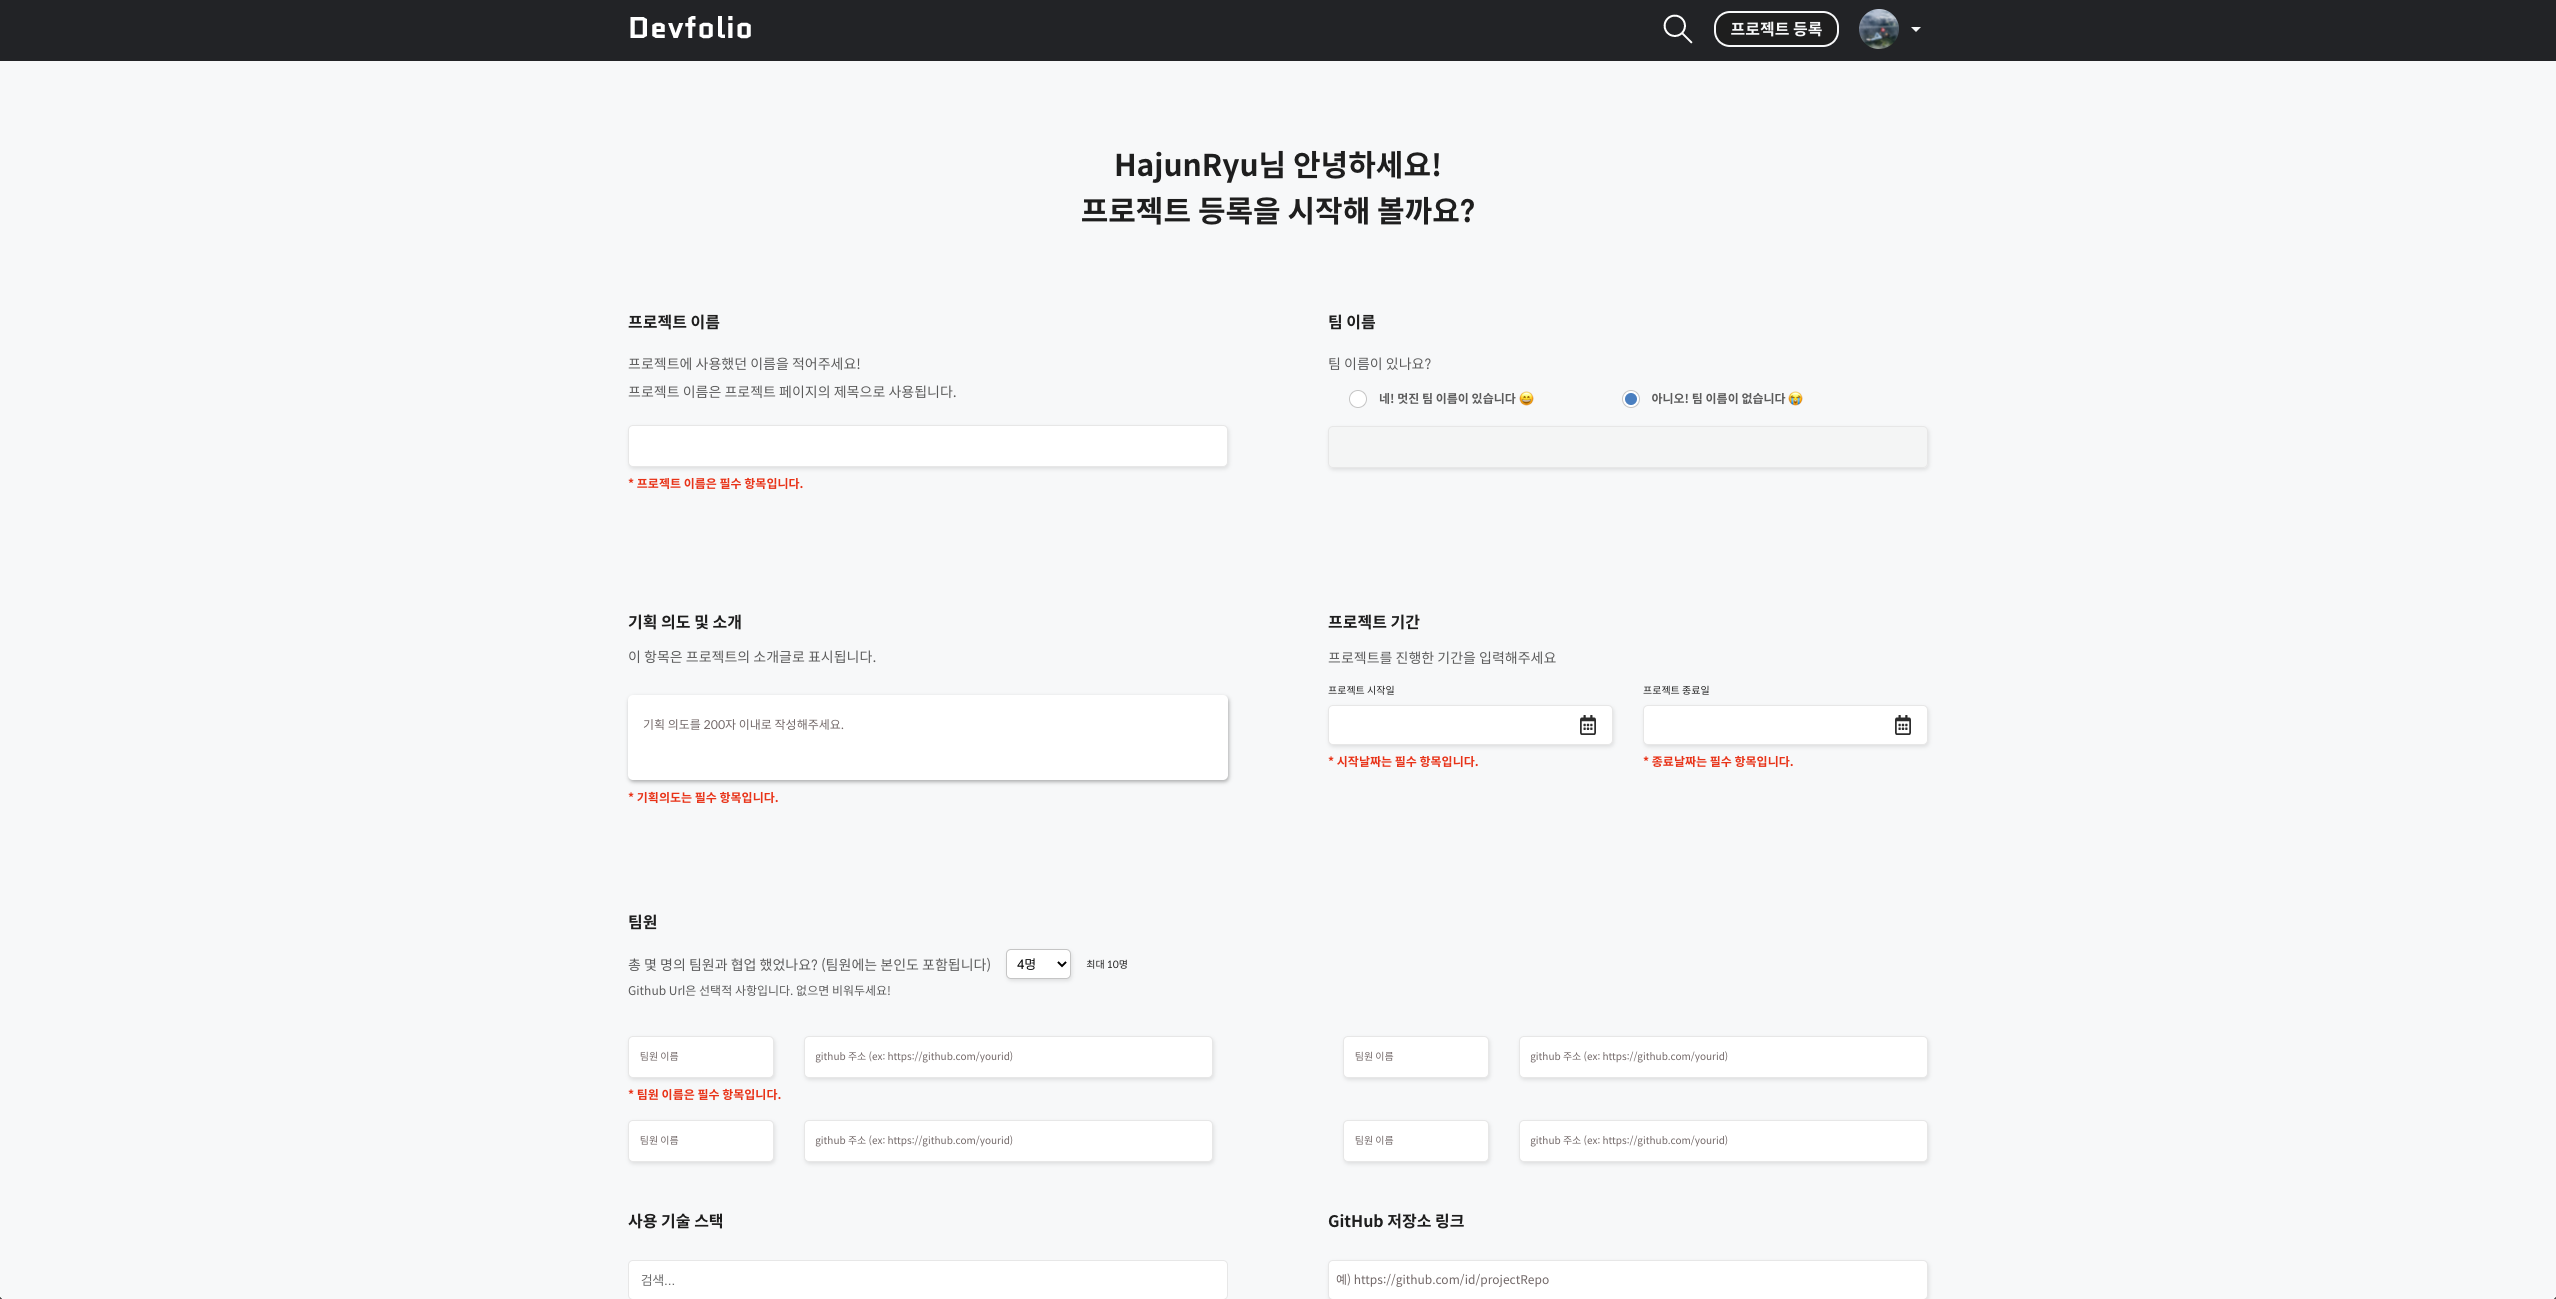 Devfolio
프로젝트 등록
HajunRyu님 안녕하세요!
프로젝트 등록을 시작해 볼까요?
프로젝트 이름
프로젝트에 사용했던 이름을 적어주세요!
프로젝트 이름은 프로젝트 페이지의 제목으로 사용됩니다.
* 프로젝트 이름은 필수 항목입니다.
팀 이름
팀 이름이 있나요?
네! 멋진 팀 이름이 있습니다 😄
아니오! 팀 이름이 없습니다 😭
기획 의도 및 소개
이 항목은 프로젝트의 소개글로 표시됩니다.
기획 의도를 200자 이내로 작성해주세요.
* 기획의도는 필수 항목입니다.
프로젝트 기간
프로젝트를 진행한 기간을 입력해주세요
프로젝트 시작일
프로젝트 종료일
* 시작날짜는 필수 항목입니다.
* 종료날짜는 필수 항목입니다.
팀원
총 몇 명의 팀원과 협업 했었나요? (팀원에는 본인도 포함됩니다)
4명
최대 10명
Github Url은 선택적 사항입니다. 없으면 비워두세요!
팀원 이름
github 주소 (ex: https://github.com/yourid)
팀원 이름
github 주소 (ex: https://github.com/yourid)
* 팀원 이름은 필수 항목입니다.
팀원 이름
github 주소 (ex: https://github.com/yourid)
팀원 이름
github 주소 (ex: https://github.com/yourid)
사용 기술 스택
검색...
GitHub 저장소 링크
예) https://github.com/id/projectRepo